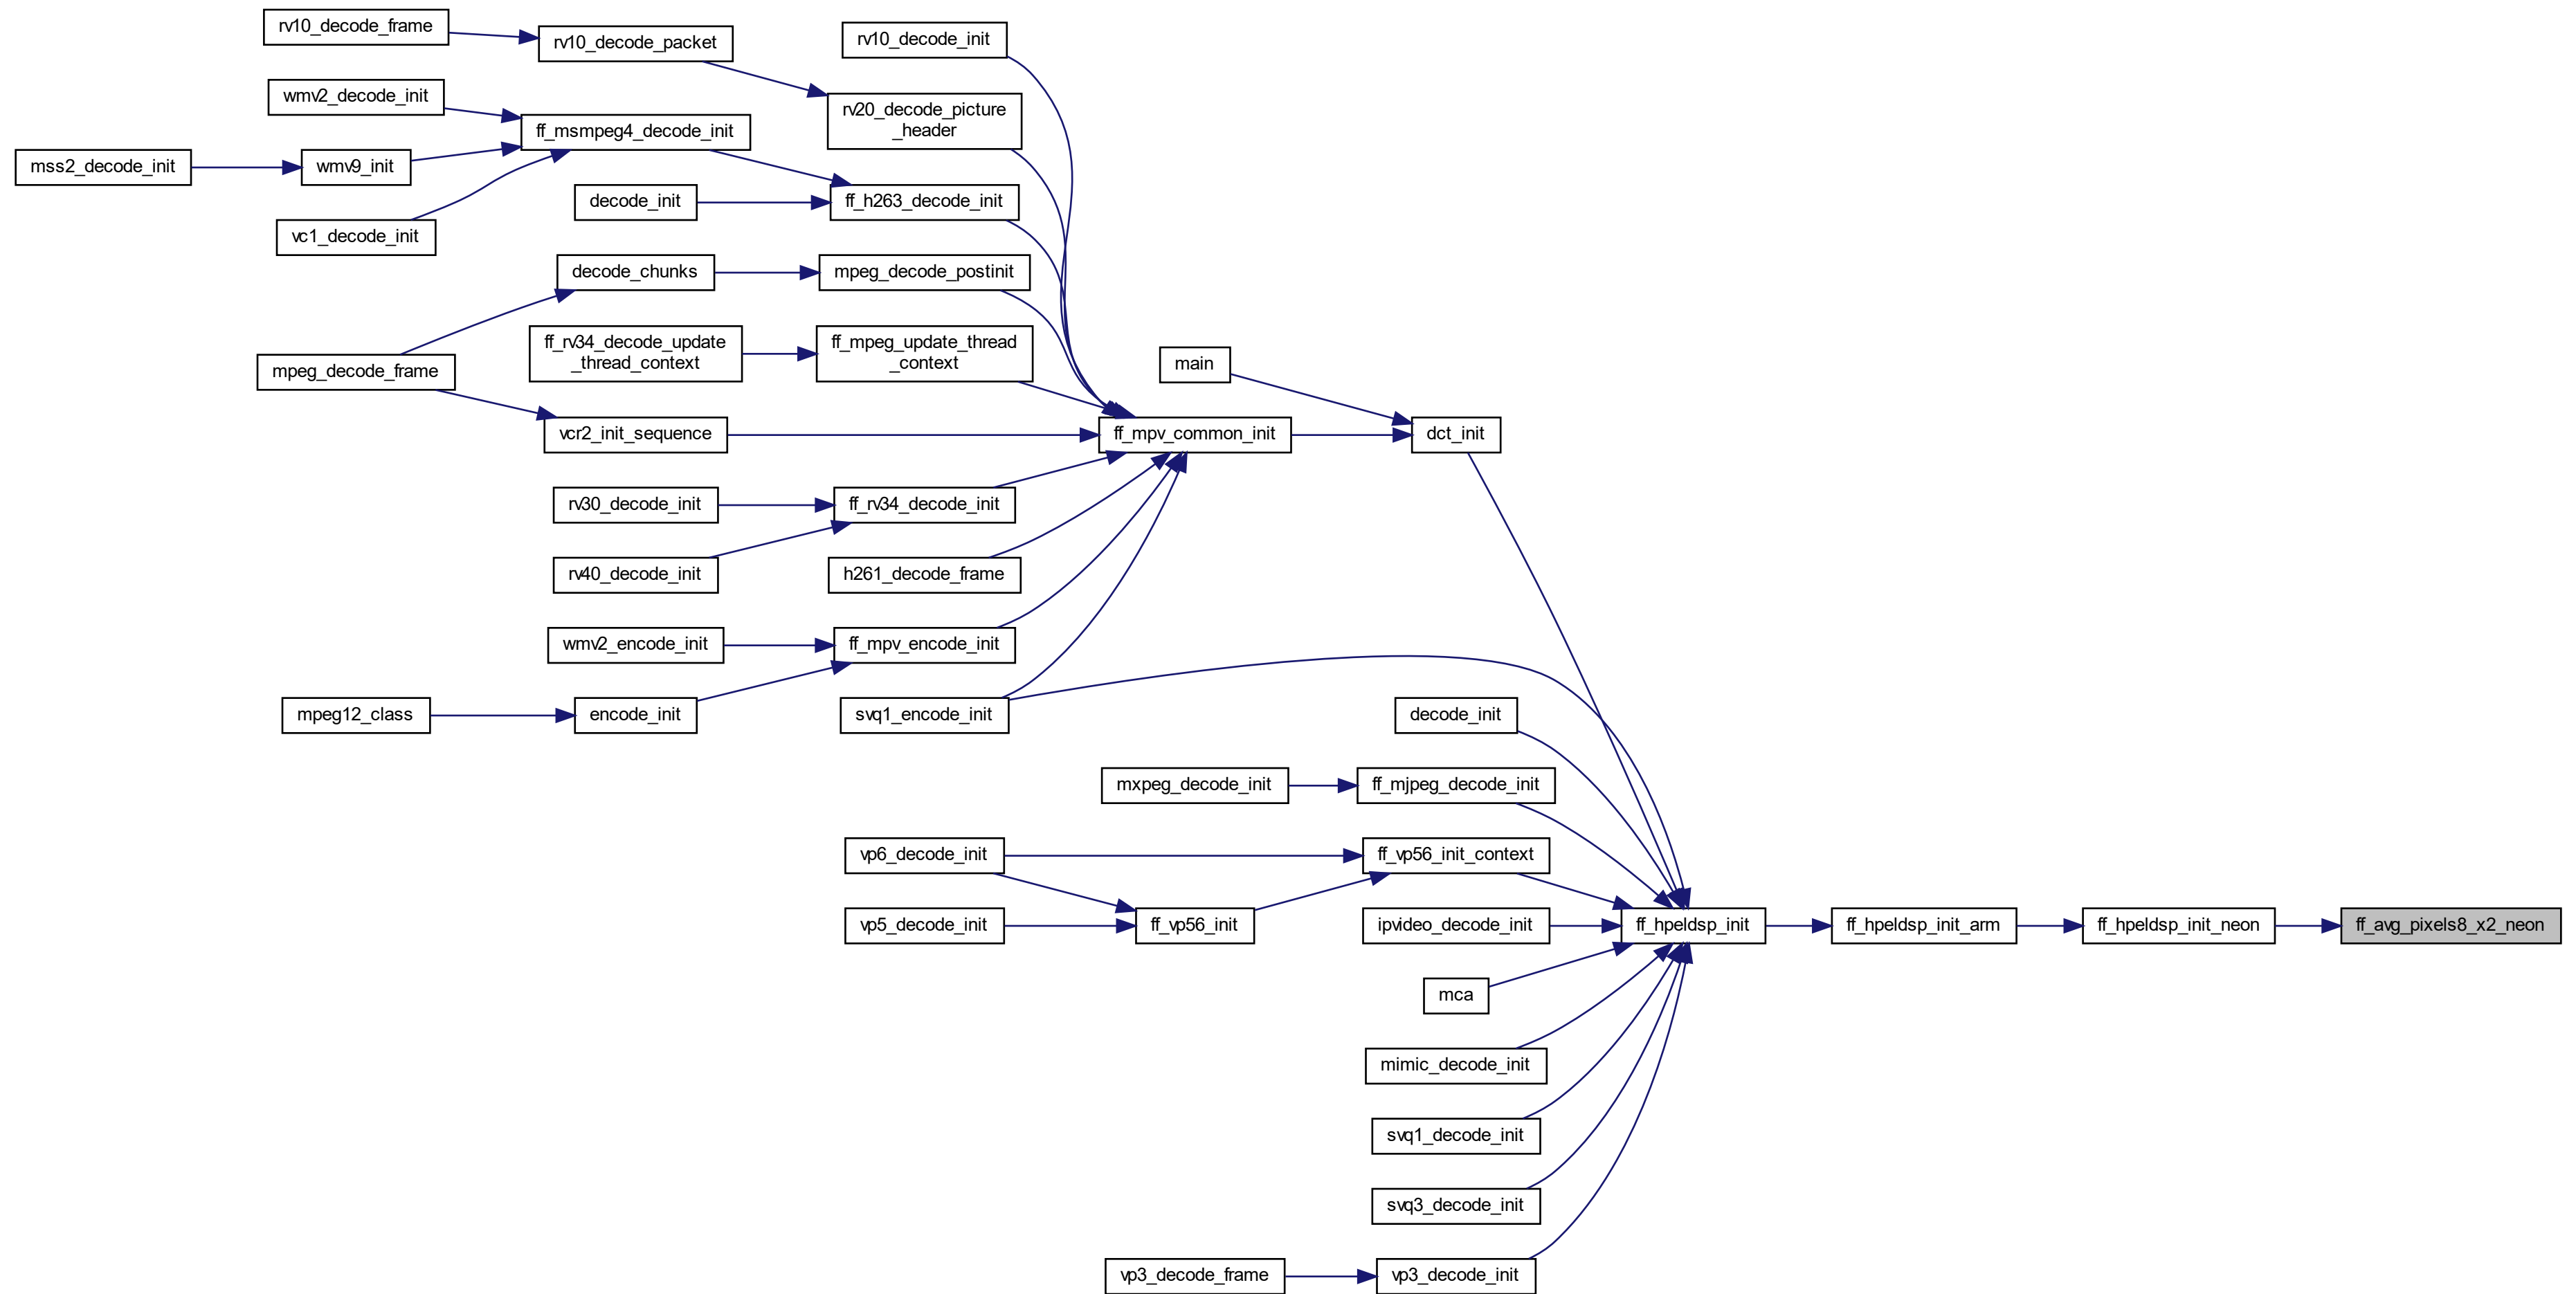 rv10_decode_frame
rv10_decode_packet
rv10_decode_init
wmv2_decode_init
rv20_decode_picture
_header
ff_msmpeg4_decode_init
mss2_decode_init
wmv9_init
decode_init
ff_h263_decode_init
vc1_decode_init
decode_chunks
mpeg_decode_postinit
ff_rv34_decode_update
_thread_context
ff_mpeg_update_thread
_context
main
mpeg_decode_frame
vcr2_init_sequence
ff_mpv_common_init
dct_init
rv30_decode_init
ff_rv34_decode_init
rv40_decode_init
h261_decode_frame
wmv2_encode_init
ff_mpv_encode_init
mpeg12_class
encode_init
svq1_encode_init
decode_init
mxpeg_decode_init
ff_mjpeg_decode_init
vp6_decode_init
ff_vp56_init_context
vp5_decode_init
ff_vp56_init
ipvideo_decode_init
ff_hpeldsp_init
ff_hpeldsp_init_arm
ff_hpeldsp_init_neon
ff_avg_pixels8_x2_neon
mca
mimic_decode_init
svq1_decode_init
svq3_decode_init
vp3_decode_frame
vp3_decode_init